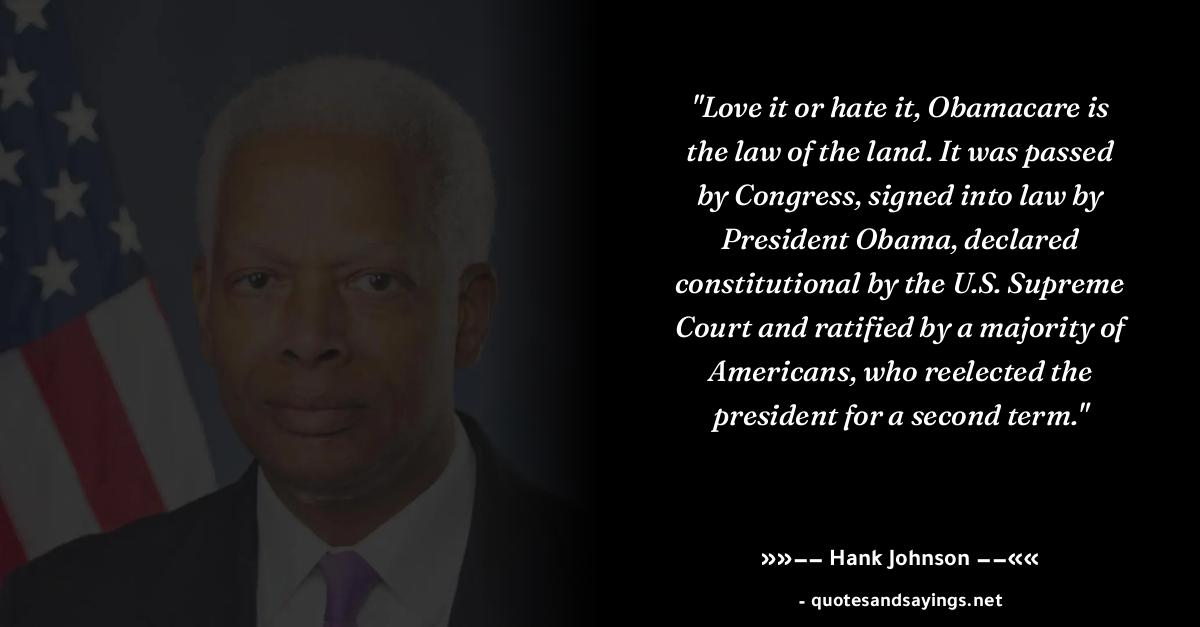 "Love it or hate it, Obamacare is
the law of the land. It was passed
by Congress, signed into law by
President Obama, declared
constitutional by the U.S. Supreme
Court and ratified by a majority of
Americans, who reelected the
president for a second term."
»»−− Hank Johnson −−««
- quotesandsayings.net